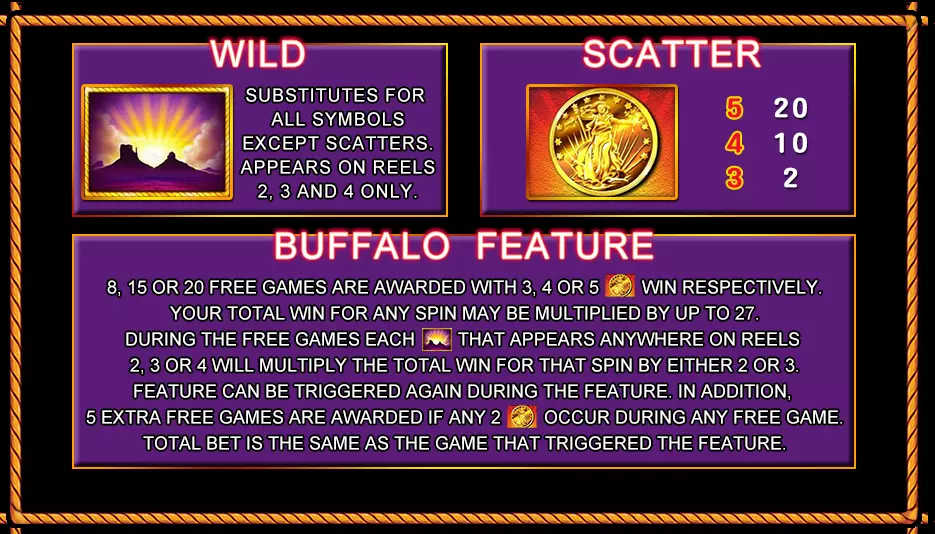 WILD
SUBSTITUTES FOR
ALL SYMBOLS
EXCEPT SCATTERS.
APPEARS ON REELS
2, 3 AND 4 ONLY.
SCATTER
5 20
4 10
3 2
BUFFALO FEATURE
8, 15 OR 20 FREE GAMES ARE AWARDED WITH 3, 4 OR 5 WIN RESPECTIVELY.
YOUR TOTAL WIN FOR ANY SPIN MAY BE MULTIPLIED BY UP TO 27.
DURING THE FREE GAMES EACH THAT APPEARS ANYWHERE ON REELS
2, 3 OR 4 WILL MULTIPLY THE TOTAL WIN FOR THAT SPIN BY EITHER 2 OR 3.
FEATURE CAN BE TRIGGERED AGAIN DURING THE FEATURE. IN ADDITION,
5 EXTRA FREE GAMES ARE AWARDED IF ANY 2 OCCUR DURING ANY FREE GAME.
TOTAL BET IS THE SAME AS THE GAME THAT TRIGGERED THE FEATURE.